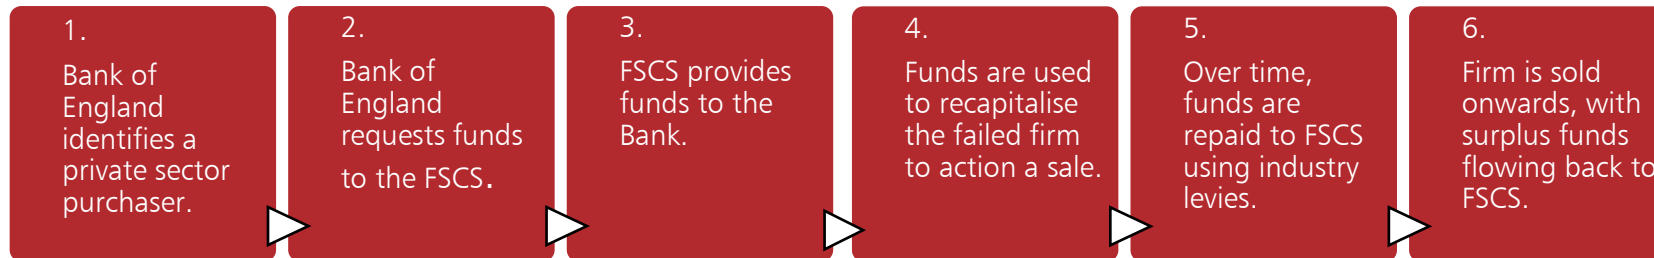 1.
Bank of
England
identifies a
private sector
purchaser.
2.
Bank of
England
requests funds
to the FSCS.
3.
FSCS provides
funds to the
Bank.
4.
Funds are used
to recapitalise
the failed firm
to action a sale.
5.
Over time,
funds are
repaid to FSCS
using industry
levies.
6.
Firm is sold
onwards, with
surplus funds
flowing back to
FSCS.